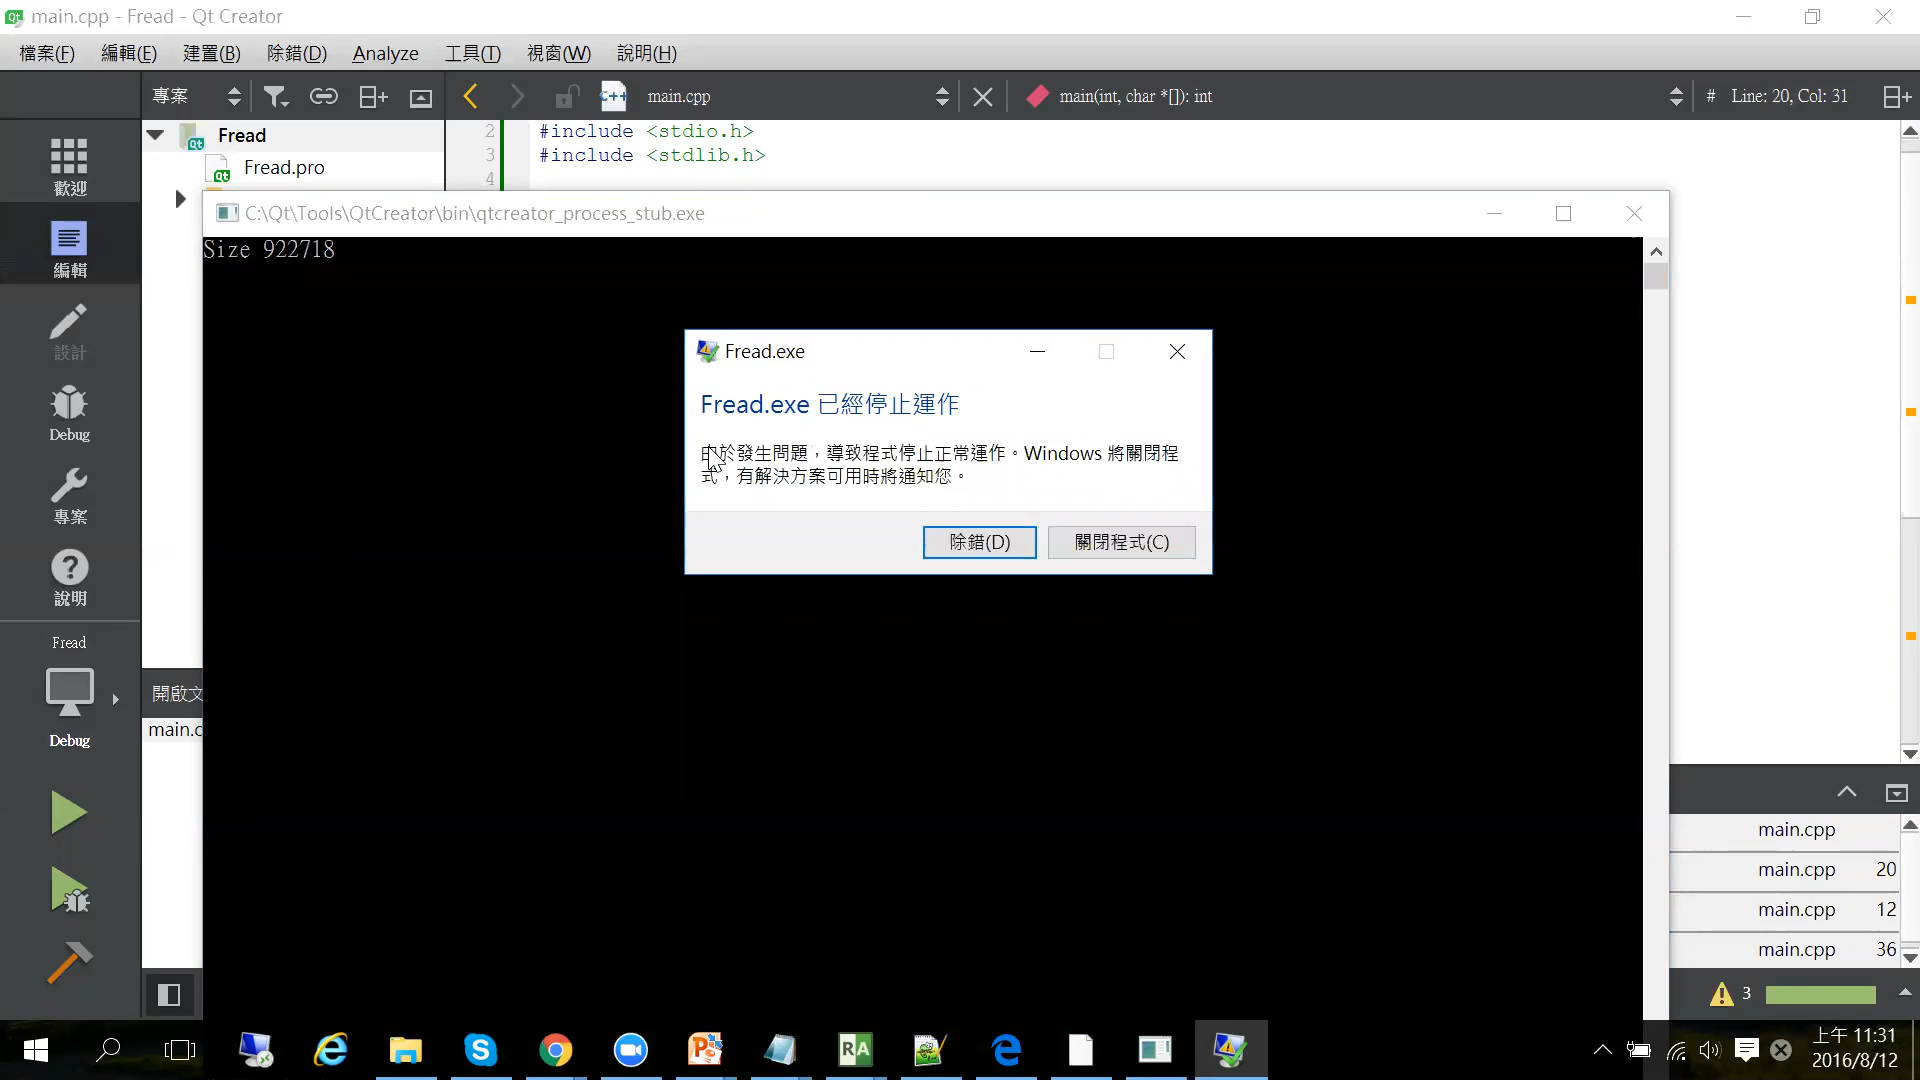 main.cpp - Fread - Qt Creator
檔案(F) 編輯(E) 建置(B) 除錯(D) Analyze 工具(T) 視窗(W) 說明(H)
專案
main.cpp
main(int, char *[]): int
# Line: 20, Col: 31
歡迎
編輯
設計
Debug
專案
說明
Fread
Debug
Fread
Fread.pro
2 #include <stdio.h>
3 #include <stdlib.h>
4
C:\Qt\Tools\QtCreator\bin\qtcreator_process_stub.exe
Size 922718
Fread.exe
Fread.exe 已經停止運作
由於發生問題，導致程式停止正常運作。Windows 將關閉程
式，有解決方案可用時將通知您。
除錯(D) 關閉程式(C)
開啟文
main.c
main.cpp
main.cpp 20
main.cpp 12
main.cpp 36
3
上午 11:31
2016/8/12